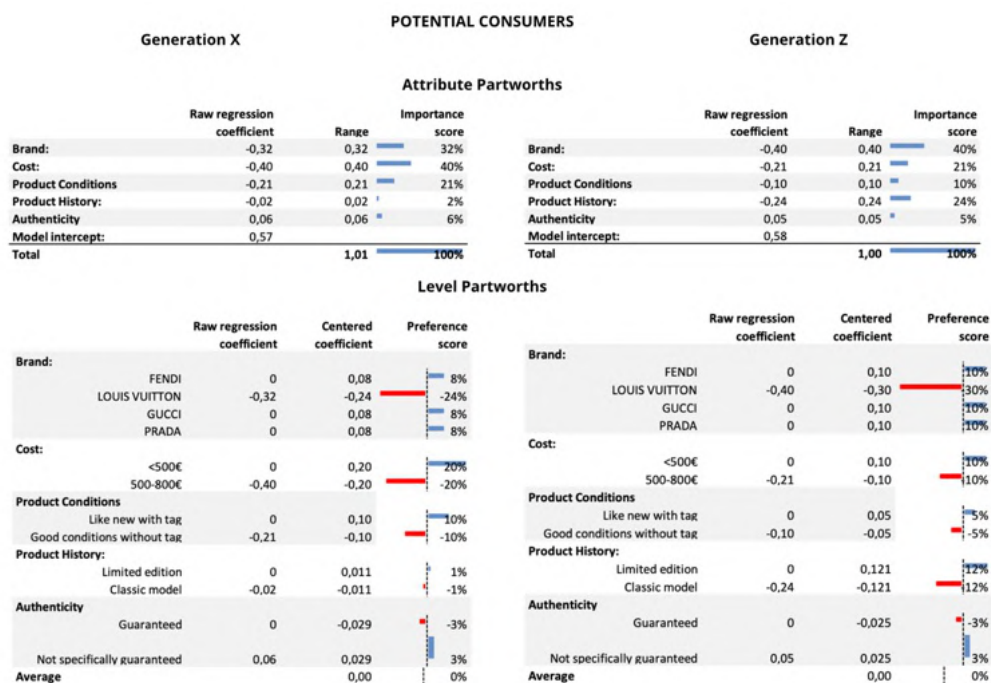 POTENTIAL CONSUMERS
Generation X
Generation Z
Attribute Partworths
Raw regression coefficient Range Importance score
Brand: -0,32 0,32 32%
Cost: -0,40 0,40 40%
Product Conditions -0,21 0,21 21%
Product History: -0,02 0,02 2%
Authenticity 0,06 0,06 6%
Model intercept: 0,57
Total 1,01 100%
Raw regression coefficient Range Importance score
Brand: -0,40 0,40 40%
Cost: -0,21 0,21 21%
Product Conditions -0,10 0,10 10%
Product History: -0,24 0,24 24%
Authenticity 0,05 0,05 5%
Model intercept: 0,58
Total 1,00 100%
Level Partworths
Raw regression coefficient Centered coefficient Preference score
Brand:
FENDI 0 0,08 8%
LOUIS VUITTON -0,32 -0,24 -24%
GUCCI 0 0,08 8%
PRADA 0 0,08 8%
Cost:
<500€ 0 0,20 20%
500-800€ -0,40 -0,20 -20%
Product Conditions
Like new with tag 0 0,10 10%
Good conditions without tag -0,21 -0,10 -10%
Product History:
Limited edition 0 0,011 1%
Classic model -0,02 -0,011 -1%
Authenticity
Guaranteed 0 -0,029 -3%
Not specifically guaranteed 0,06 0,029 3%
Average 0,00 0%
Raw regression coefficient Centered coefficient Preference score
Brand:
FENDI 0 0,10 10%
LOUIS VUITTON -0,40 -0,30 -30%
GUCCI 0 0,10 10%
PRADA 0 0,10 10%
Cost:
<500€ 0 0,10 10%
500-800€ -0,21 -0,10 -10%
Product Conditions
Like new with tag 0 0,05 5%
Good conditions without tag -0,10 -0,05 -5%
Product History:
Limited edition 0 0,121 12%
Classic model -0,24 -0,121 -12%
Authenticity
Guaranteed 0 -0,025 -3%
Not specifically guaranteed 0,05 0,025 3%
Average 0,00 0%